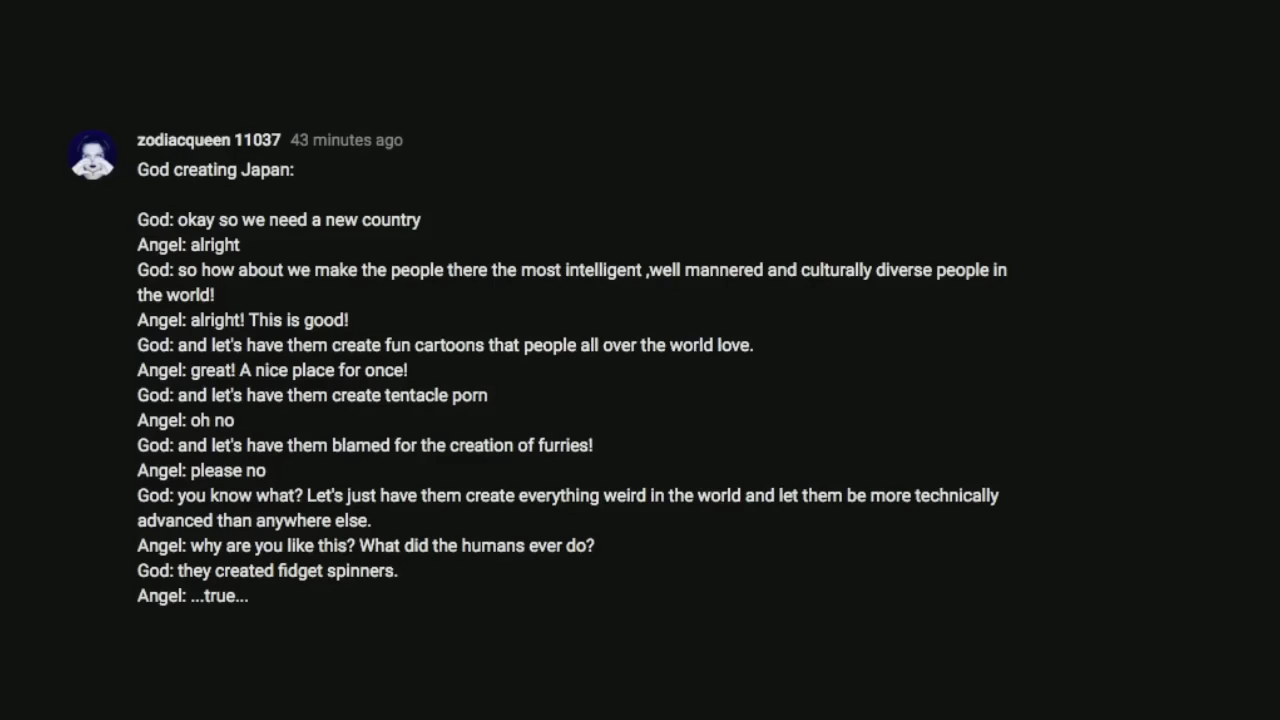 zodiacqueen 11037 43 minutes ago
God creating Japan:
God: okay so we need a new country
Angel: alright
God: so how about we make the people there the most intelligent ,well mannered and culturally diverse people in
the world!
Angel: alright! This is good!
God: and let's have them create fun cartoons that people all over the world love.
Angel: great! A nice place for once!
God: and let's have them create tentacle porn
Angel: oh no
God: and let's have them blamed for the creation of furries!
Angel: please no
God: you know what? Let's just have them create everything weird in the world and let them be more technically
advanced than anywhere else.
Angel: why are you like this? What did the humans ever do?
God: they created fidget spinners.
Angel: ...true...